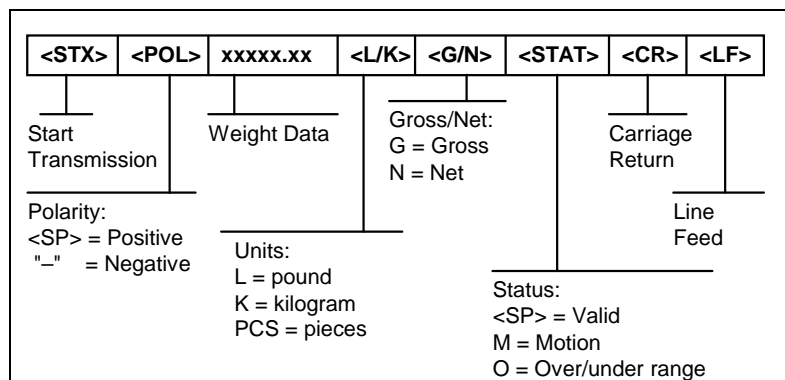 <STX> <POL> xxxxx.xx <L/K> <G/N> <STAT> <CR> <LF>
Start
Transmission
Weight Data
Gross/Net:
G = Gross
N = Net
Carriage
Return
Polarity:
<SP> = Positive
"–" = Negative
Units:
L = pound
K = kilogram
PCS = pieces
Line
Feed
Status:
<SP> = Valid
M = Motion
O = Over/under range